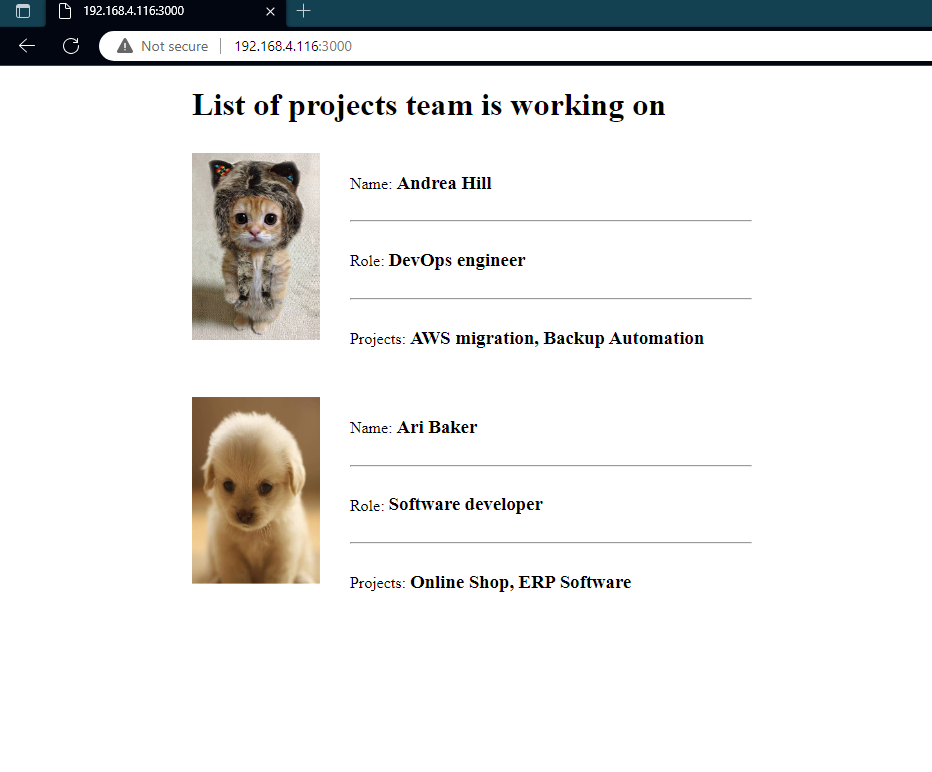 192.168.4.116:3000
Not secure 192.168.4.116:3000
List of projects team is working on
Name: Andrea Hill
Role: DevOps engineer
Projects: AWS migration, Backup Automation
Name: Ari Baker
Role: Software developer
Projects: Online Shop, ERP Software